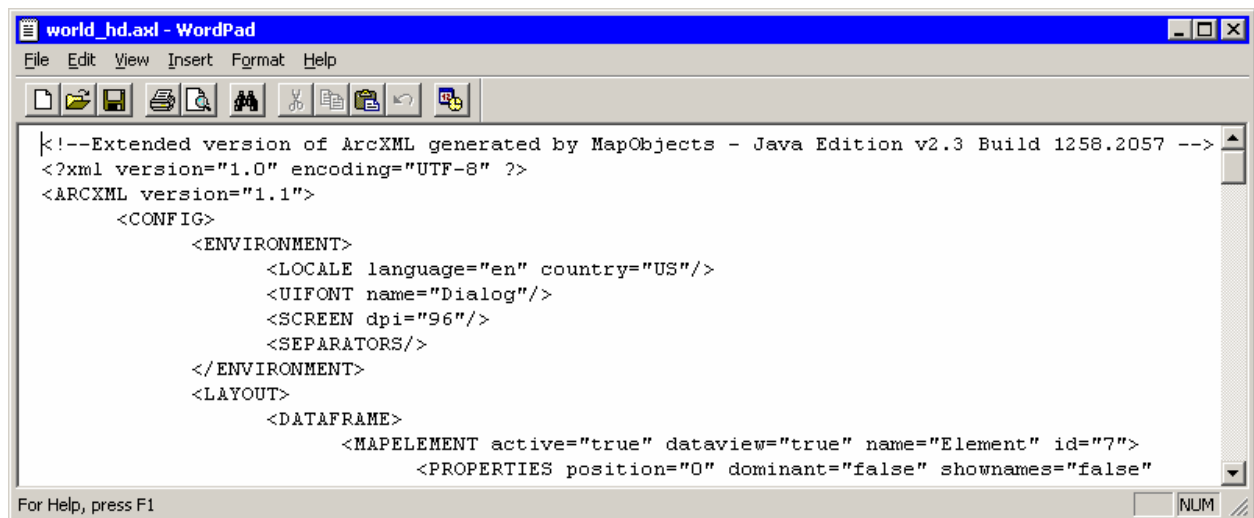 world_hd.axl - WordPad
File Edit View Insert Format Help
<!--Extended version of ArcXML generated by MapObjects - Java Edition v2.3 Build 1258.2057 -->
<?xml version="1.0" encoding="UTF-8" ?>
<ARCXML version="1.1">
<CONFIG>
<ENVIRONMENT>
<LOCALE language="en" country="US"/>
<UIFONT name="Dialog"/>
<SCREEN dpi="96"/>
<SEPARATORS/>
</ENVIRONMENT>
<LAYOUT>
<DATAFRAME>
<MAPELEMENT active="true" dataview="true" name="Element" id="7">
<PROPERTIES position="0" dominant="false" shownames="false"
For Help, press F1
NUM